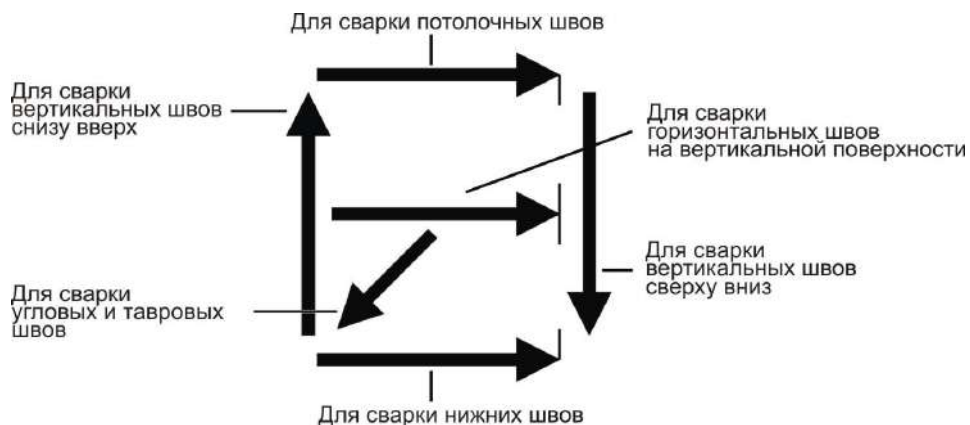 Для сварки потолочных швов
Для сварки
вертикальных швов
снизу вверх
Для сварки
горизонтальных швов
на вертикальной поверхности
Для сварки
вертикальных швов
сверху вниз
Для сварки
угловых и тавровых
швов
Для сварки нижних швов